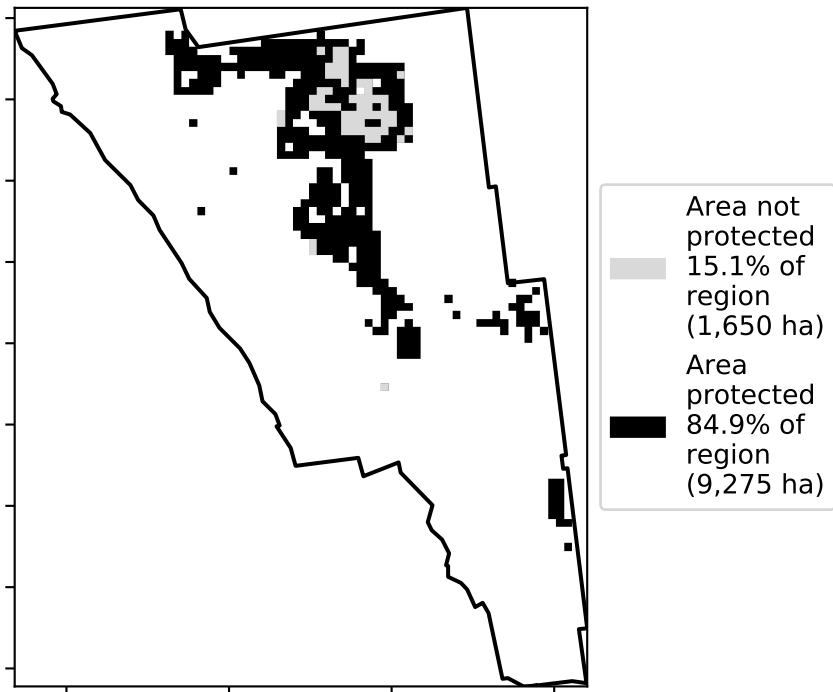 Area not
protected
15.1% of
region
(1,650 ha)
Area
protected
84.9% of
region
(9,275 ha)